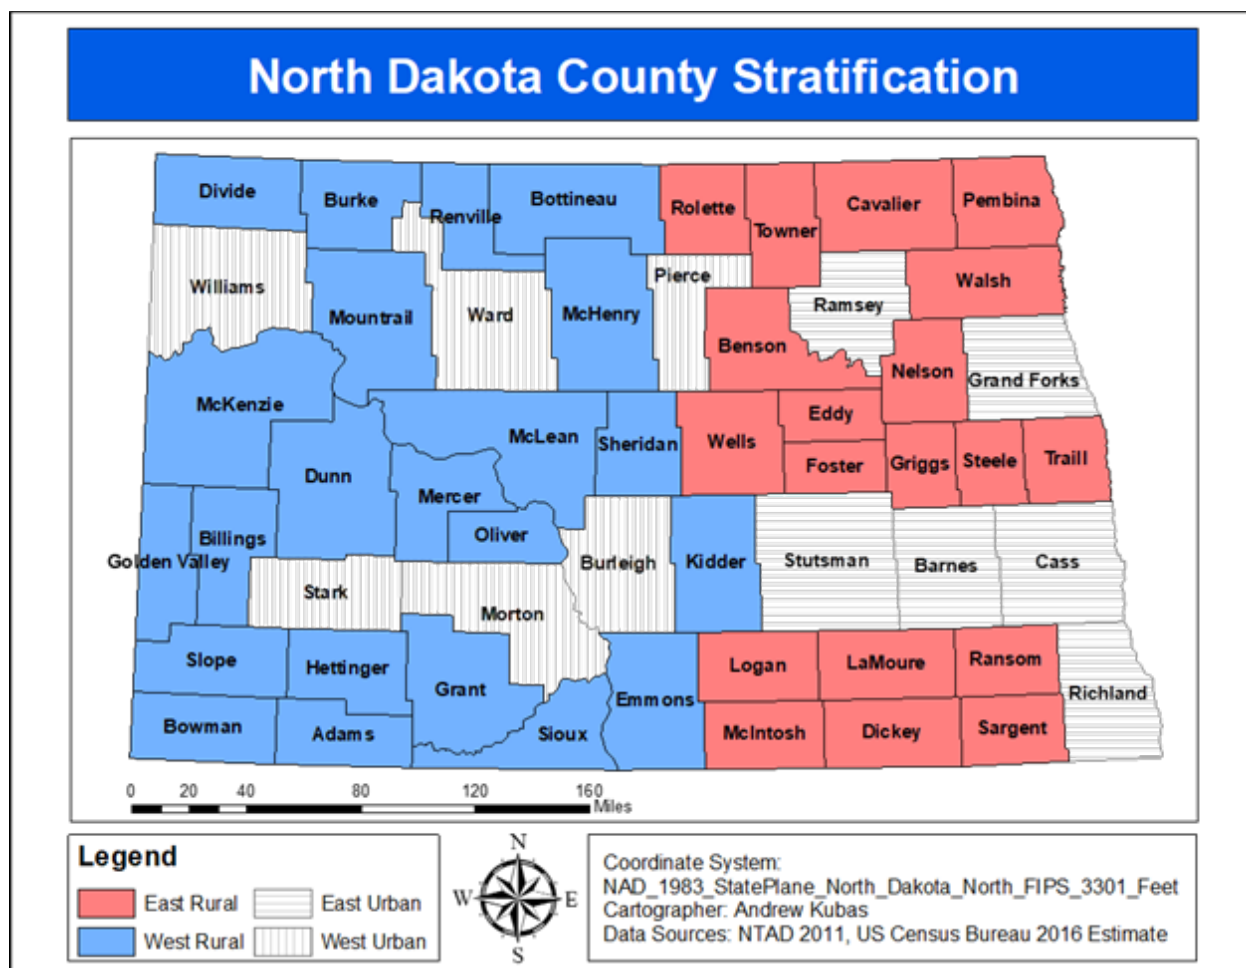 North Dakota County Stratification
Divide
Burke
Renville
Bottineau
Rolette
Towner
Cavalier
Pembina
Williams
Mountrail
Ward
McHenry
Pierce
Ramsey
Walsh
Benson
Nelson
Grand Forks
McKenzie
McLean
Sheridan
Wells
Eddy
Foster
Griggs
Steele
Traill
Dunn
Mercer
Oliver
Golden Valley
Billings
Stark
Morton
Burleigh
Kidder
Stutsman
Barnes
Cass
Slope
Hettinger
Grant
Emmons
Logan
LaMoure
Ransom
Richland
Bowman
Adams
Sioux
McIntosh
Dickey
Sargent
0 20 40 80 120 160
Miles
Legend
East Rural East Urban
West Rural West Urban
N
W E
S
Coordinate System:
NAD_1983_StatePlane_North_Dakota_North_FIPS_3301_Feet
Cartographer: Andrew Kubas
Data Sources: NTAD 2011, US Census Bureau 2016 Estimate